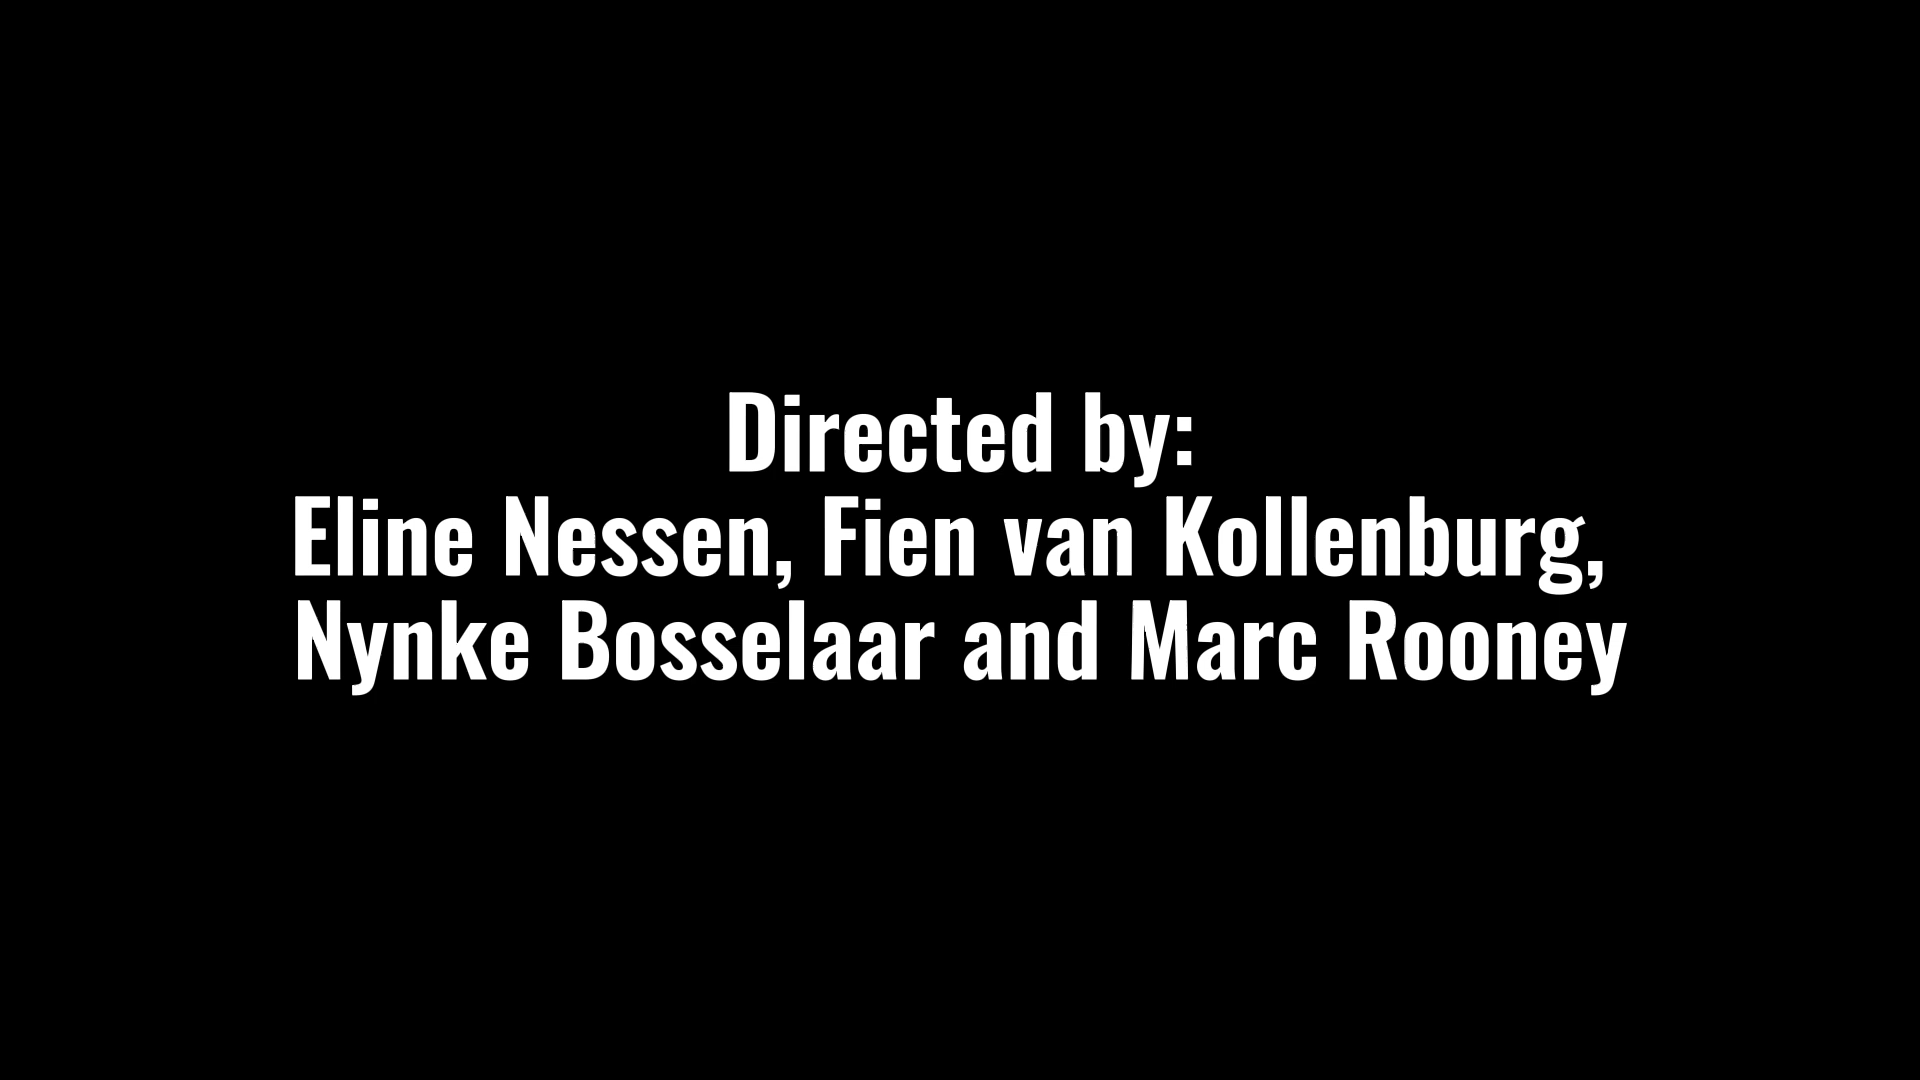 Directed by:
Eline Nessen, Fien van Kollenburg,
Nynke Bosselaar and Marc Rooney